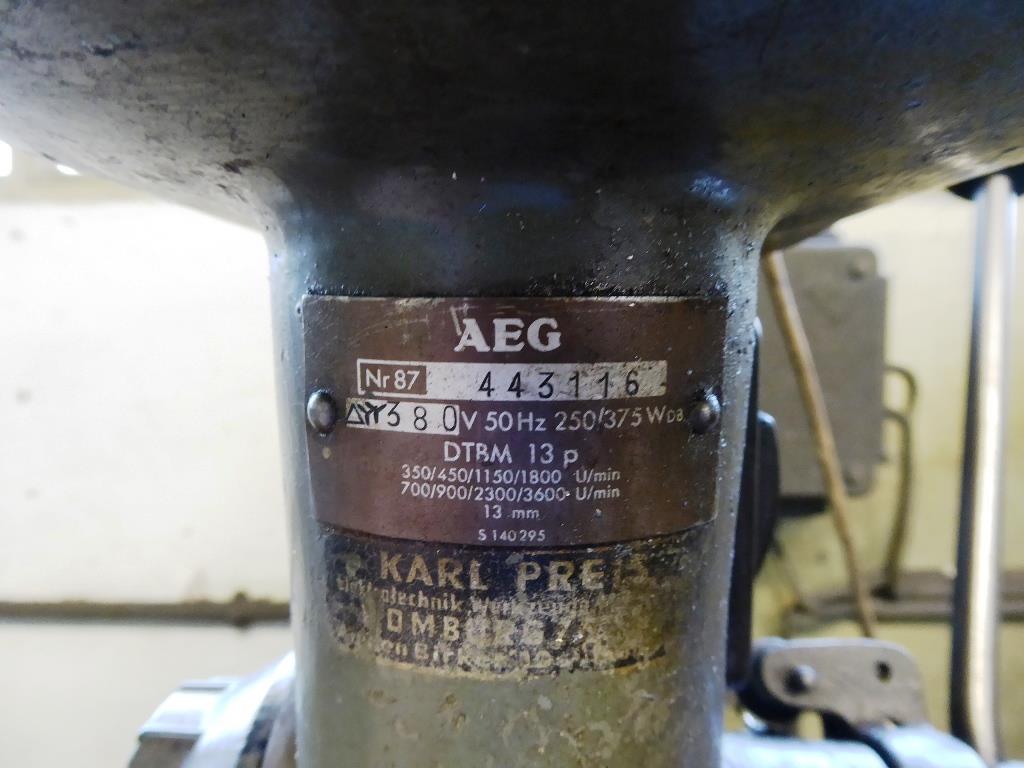 AEG
Nr 87 443116
380 V 50 Hz 250/375 W DB
DTBM 13 p
350/450/1150/1800 U/min
700/900/2300/3600 U/min
13 mm
S 140295
KARL